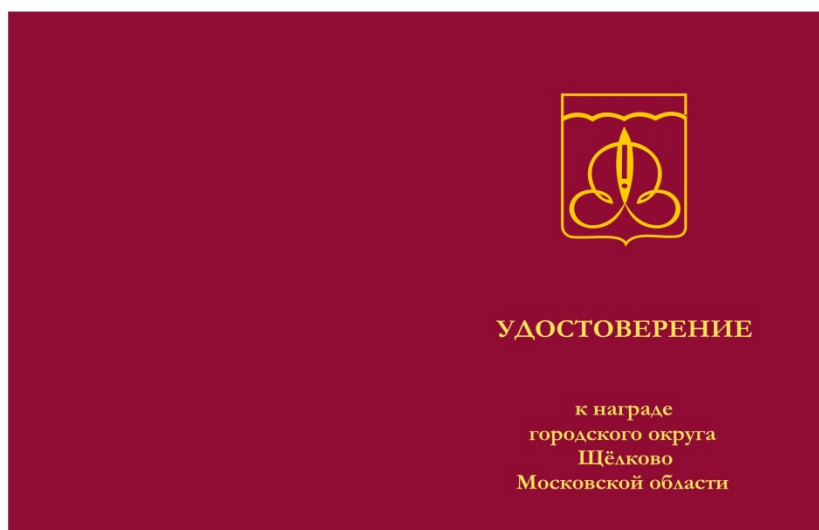 УДОСТОВЕРЕНИЕ
к награде
городского округа
Щёлково
Московской области